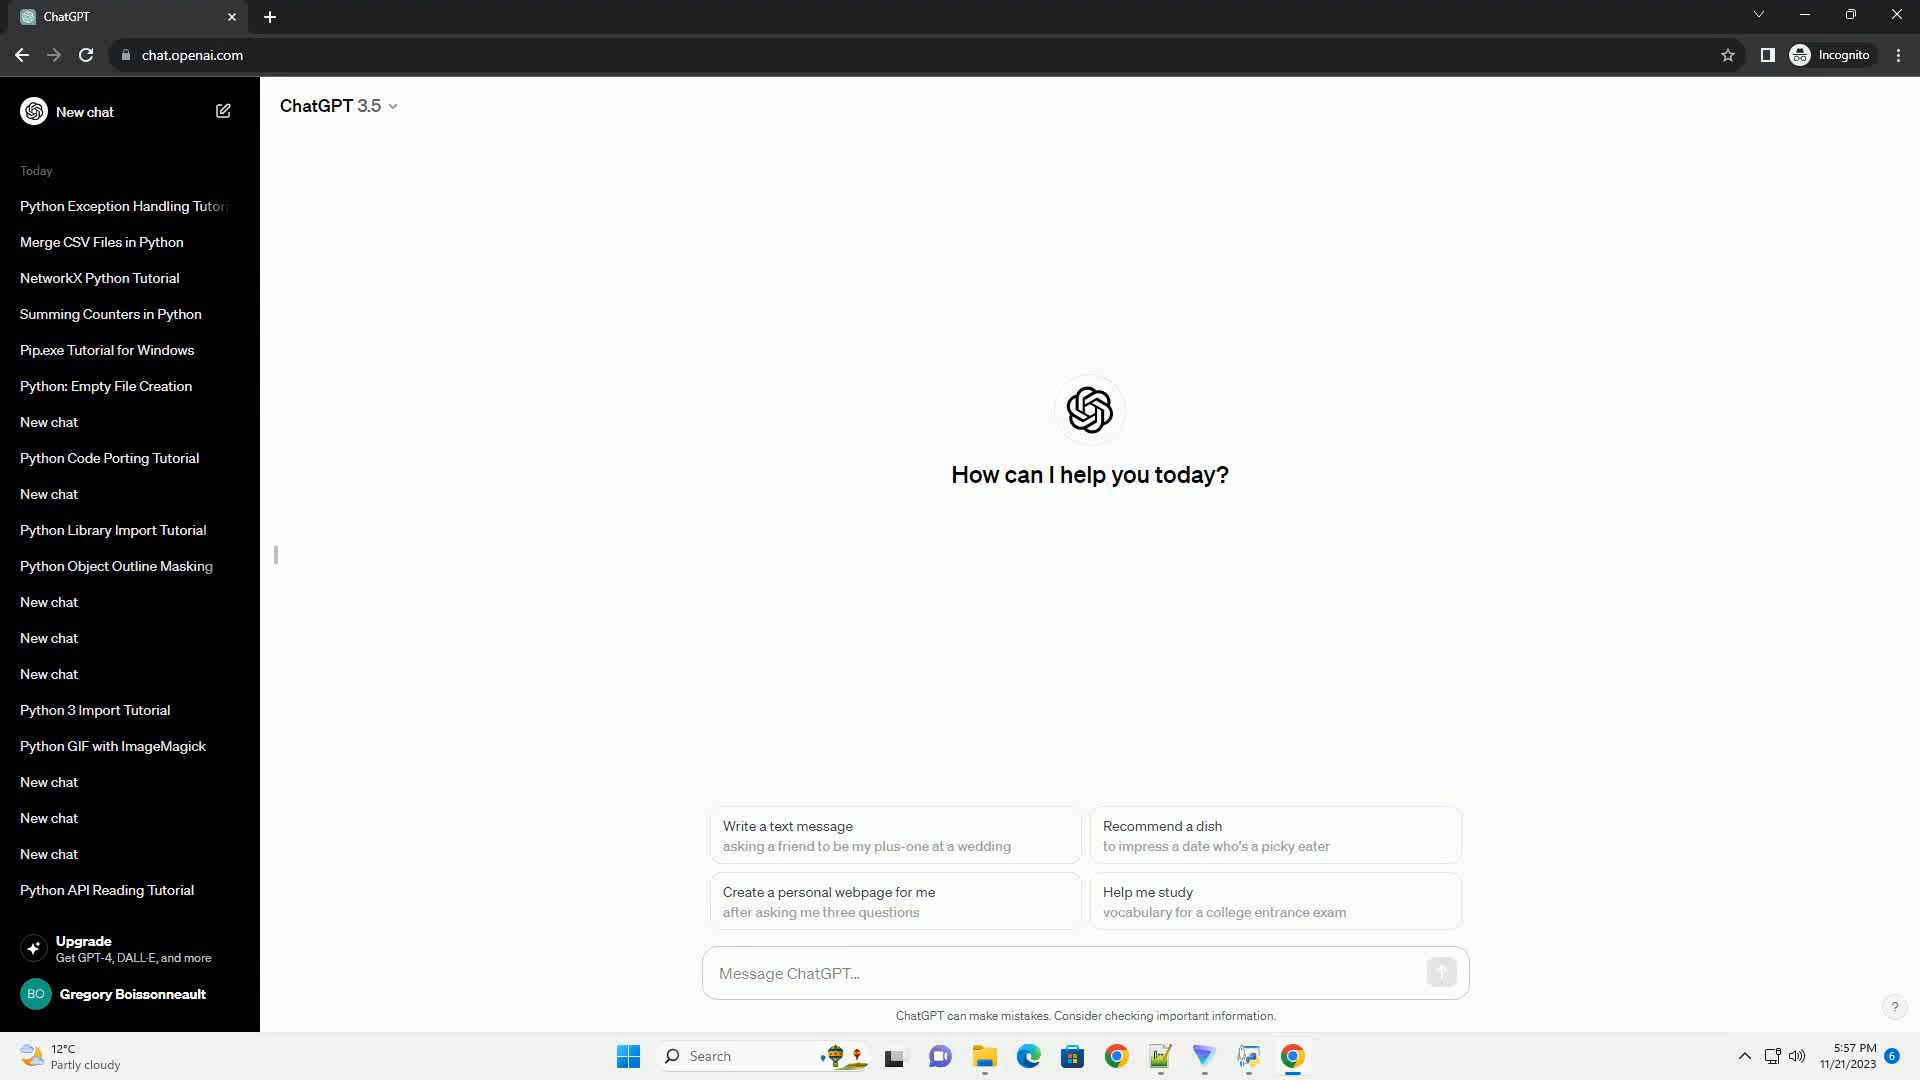 ChatGPT
chat.openai.com
Incognito
New chat
ChatGPT 3.5
Today
Python Exception Handling Tutori
Merge CSV Files in Python
NetworkX Python Tutorial
Summing Counters in Python
Pip.exe Tutorial for Windows
Python: Empty File Creation
New chat
Python Code Porting Tutorial
New chat
Python Library Import Tutorial
Python Object Outline Masking
New chat
New chat
New chat
Python 3 Import Tutorial
Python GIF with ImageMagick
New chat
New chat
New chat
Python API Reading Tutorial
Upgrade
Get GPT-4, DALL·E, and more
BO
Gregory Boissonneault
How can I help you today?
Write a text message
asking a friend to be my plus-one at a wedding
Recommend a dish
to impress a date who's a picky eater
Create a personal webpage for me
after asking me three questions
Help me study
vocabulary for a college entrance exam
Message ChatGPT...
ChatGPT can make mistakes. Consider checking important information.
?
12°C
Partly cloudy
Search
5:57 PM
11/21/2023
6